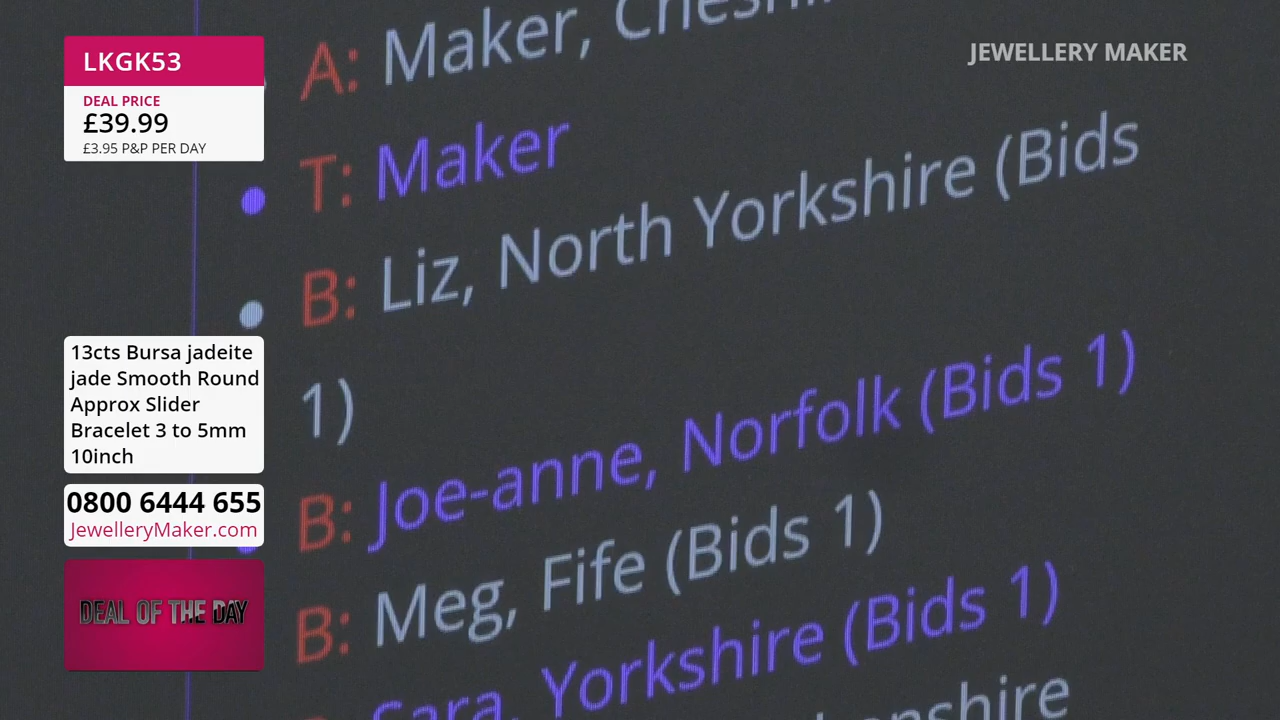 LKGK53
DEAL PRICE
£39.99
£3.95 P&P PER DAY
JEWELLERY MAKER
A: Maker,
T: Maker
B: Liz, North Yorkshire (Bids
1)
B: Joe-anne, Norfolk (Bids 1)
B: Meg, Fife (Bids 1)
Sara, Yorkshire (Bids 1)
13cts Bursa jadeite
jade Smooth Round
Approx Slider
Bracelet 3 to 5mm
10inch
0800 6444 655
JewelleryMaker.com
DEAL OF THE DAY